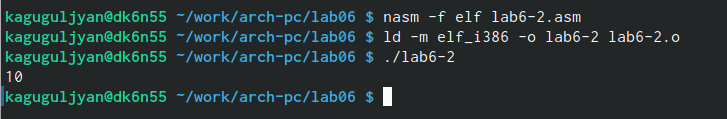 kaguguljyan@dk6n55 ~/work/arch-pc/lab06 $ nasm -f elf lab6-2.asm
kaguguljyan@dk6n55 ~/work/arch-pc/lab06 $ ld -m elf_i386 -o lab6-2 lab6-2.o
kaguguljyan@dk6n55 ~/work/arch-pc/lab06 $ ./lab6-2
10
kaguguljyan@dk6n55 ~/work/arch-pc/lab06 $